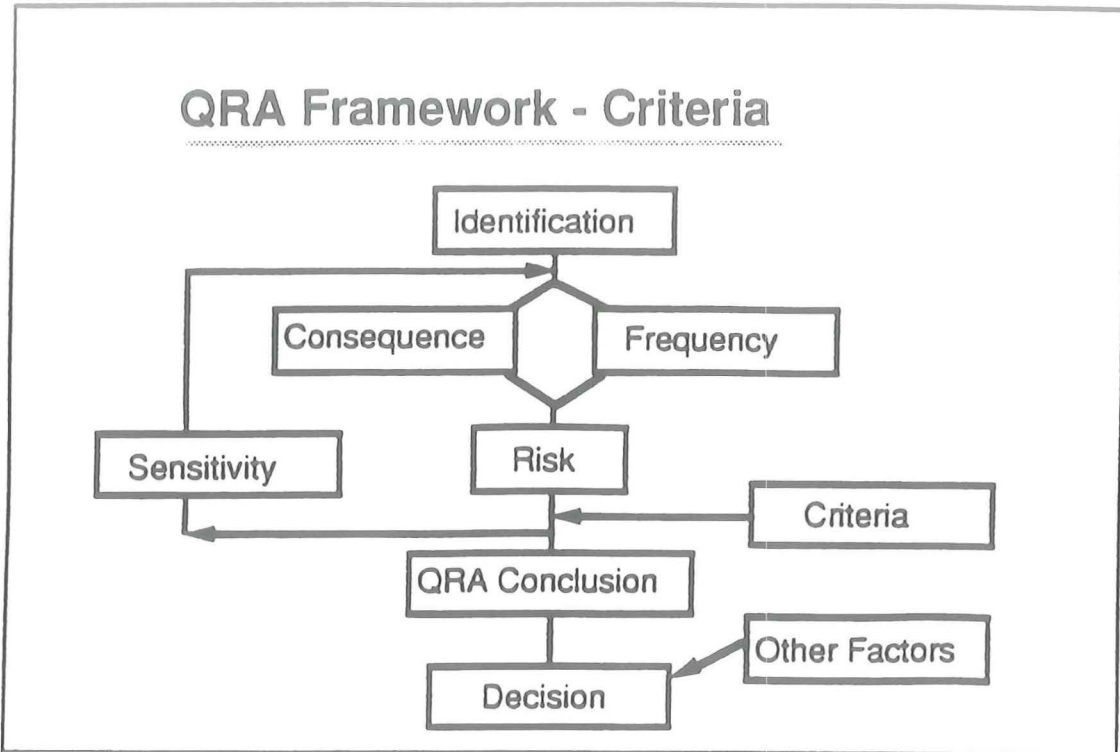 QRA Framework - Criteria
Identification
Consequence
Frequency
Sensitivity
Risk
Criteria
QRA Conclusion
Other Factors
Decision